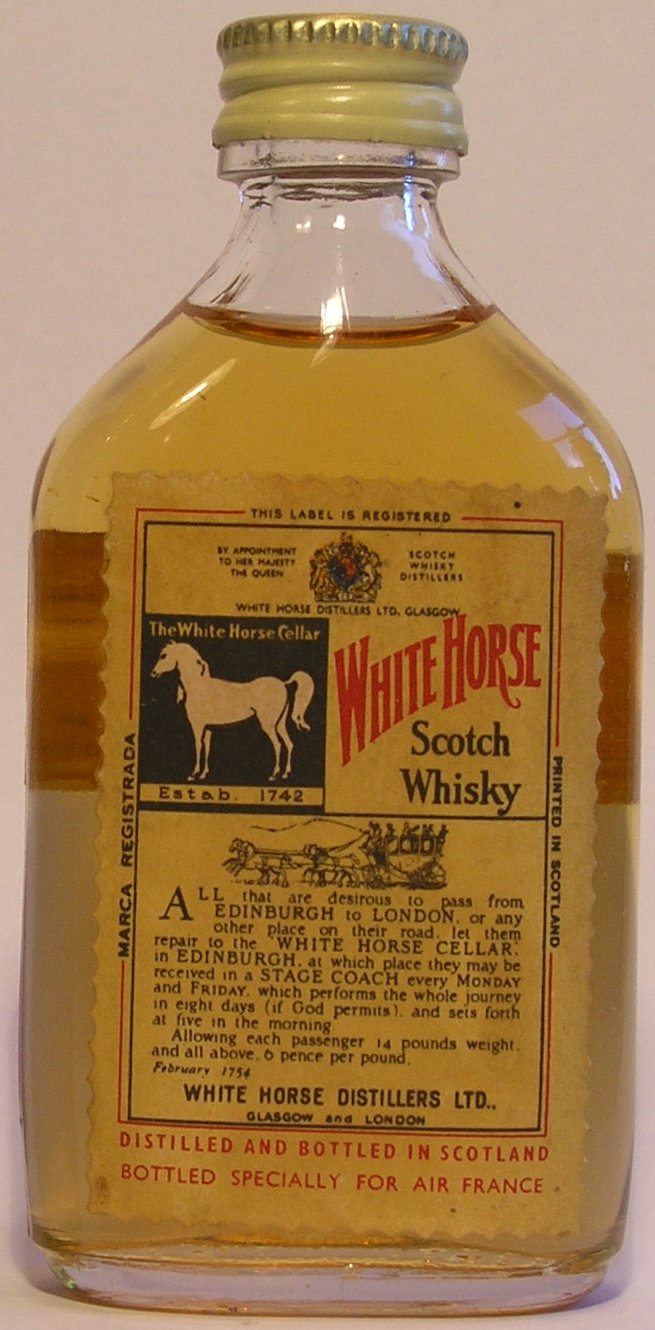 THIS LABEL IS REGISTERED
BY APPOINTMENT
TO HER MAJESTY
THE QUEEN
SCOTCH
WHISKY
DISTILLERS
WHITE HORSE DISTILLERS LTD. GLASGOW
The White Horse Cellar
Estab. 1742
WHITE HORSE
Scotch
Whisky
MARCA REGISTRADA
PRINTED IN SCOTLAND
ALL that are desirous to pass from
EDINBURGH to LONDON, or any
other place on their road, let them
repair to the "WHITE HORSE CELLAR,"
in EDINBURGH, at which place they may be
received in a STAGE COACH every MONDAY
and FRIDAY, which performs the whole journey
in eight days (if God permits), and sets forth
at five in the morning
Allowing each passenger 14 pounds weight,
and all above, 6 pence per pound.
February 1754
WHITE HORSE DISTILLERS LTD.,
GLASGOW and LONDON
DISTILLED AND BOTTLED IN SCOTLAND
BOTTLED SPECIALLY FOR AIR FRANCE